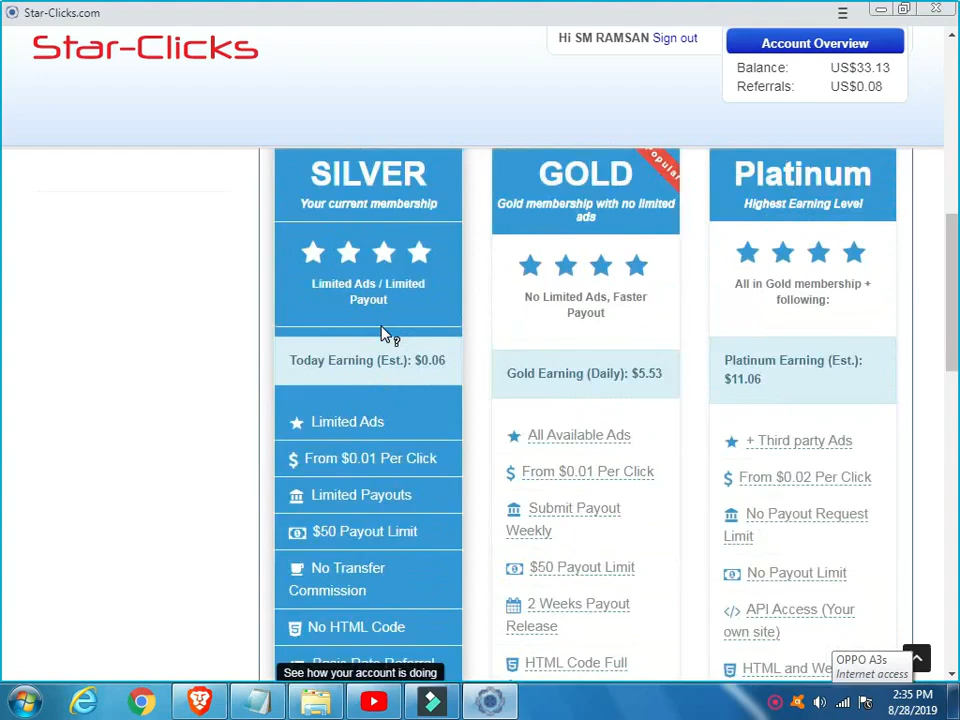 Star-Clicks.com
Star-Clicks
Hi SM RAMSAN Sign out
Account Overview
Balance: US$33.13
Referrals: US$0.08
SILVER
Your current membership
Limited Ads / Limited
Payout
Today Earning (Est.): $0.06
Limited Ads
From $0.01 Per Click
Limited Payouts
$50 Payout Limit
No Transfer
Commission
No HTML Code
Basic Rate Referral
See how your account is doing
GOLD
Popular
Gold membership with no limited
ads
No Limited Ads, Faster
Payout
Gold Earning (Daily): $5.53
All Available Ads
From $0.01 Per Click
Submit Payout
Weekly
$50 Payout Limit
2 Weeks Payout
Release
HTML Code Full
Platinum
Highest Earning Level
All in Gold membership +
following:
Platinum Earning (Est.):
$11.06
+ Third party Ads
From $0.02 Per Click
No Payout Request
Limit
No Payout Limit
API Access (Your
own site)
HTML and We
OPPO A3s
Internet access
2:35 PM
8/28/2019